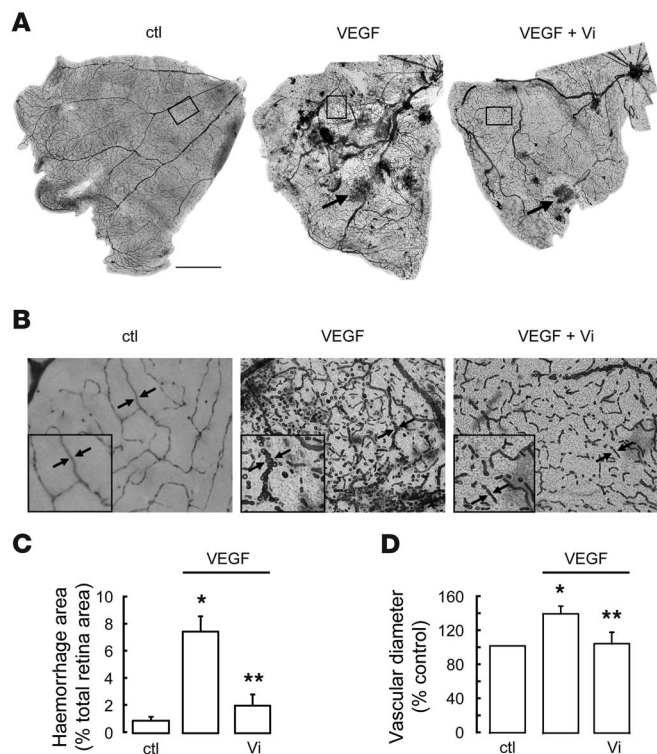 A
ctl VEGF VEGF + Vi
B
ctl VEGF VEGF + Vi
C
VEGF
Haemorrhage area
(% total retina area)
10
8
6
4
2
0
*
**
ctl Vi
D
VEGF
Vascular diameter
(% control)
160
120
80
40
0
*
**
ctl Vi